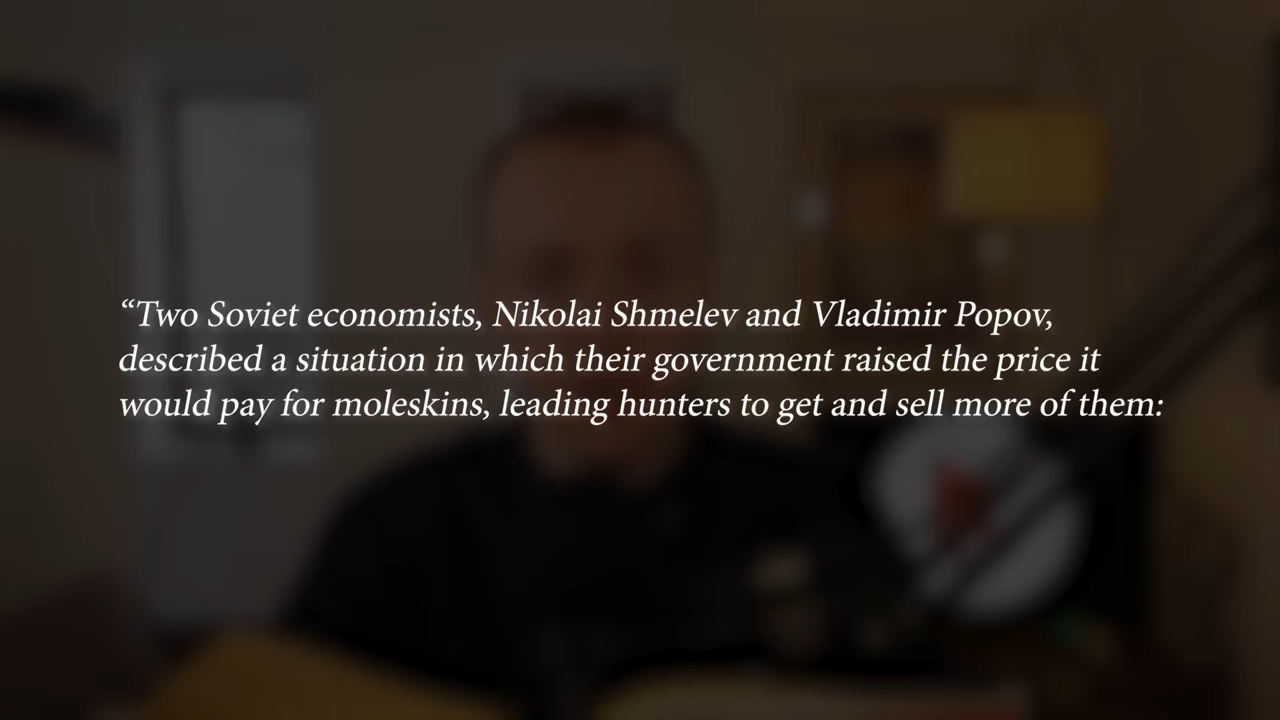 “Two Soviet economists, Nikolai Shmelev and Vladimir Popov,
described a situation in which their government raised the price it
would pay for moleskins, leading hunters to get and sell more of them: